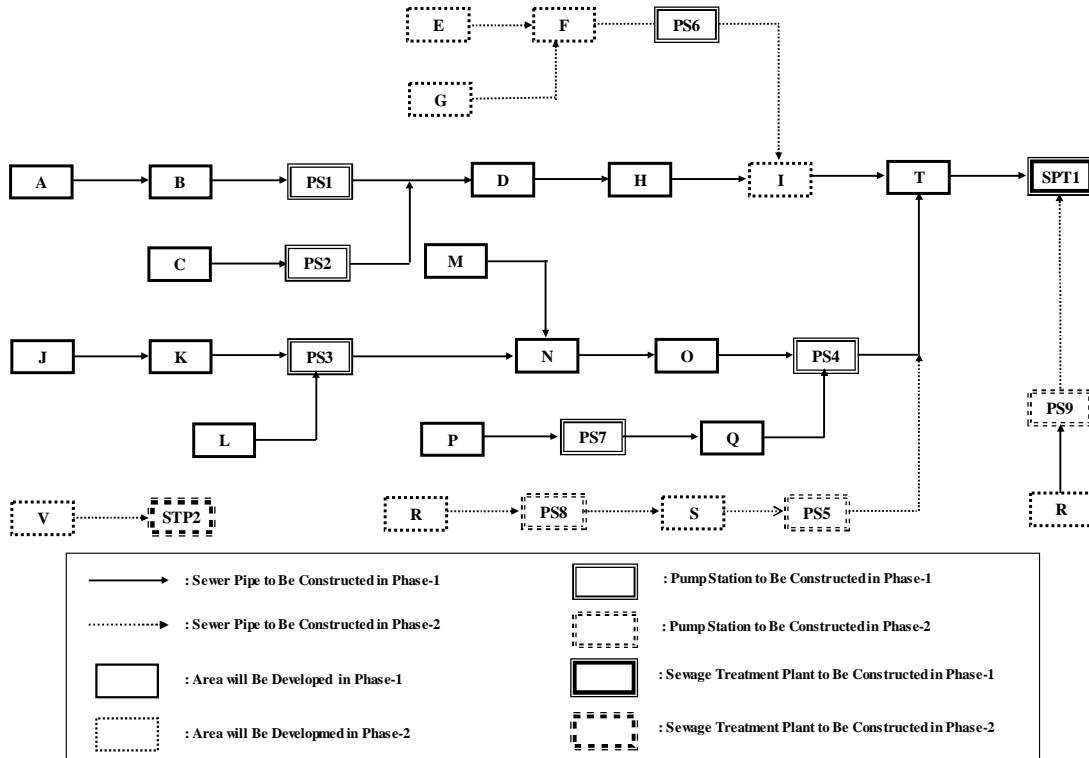 E
F
PS6
G
A
B
PS1
D
H
I
T
SPT1
C
PS2
M
J
K
PS3
N
O
PS4
PS9
L
P
PS7
Q
V
STP2
R
PS8
S
PS5
R
: Sewer Pipe to Be Constructed in Phase-1
: Pump Station to Be Constructed in Phase-1
: Sewer Pipe to Be Constructed in Phase-2
: Pump Station to Be Constructed in Phase-2
: Area will Be Developed in Phase-1
: Sewage Treatment Plant to Be Constructed in Phase-1
: Area will Be Developmed in Phase-2
: Sewage Treatment Plant to Be Constructed in Phase-2